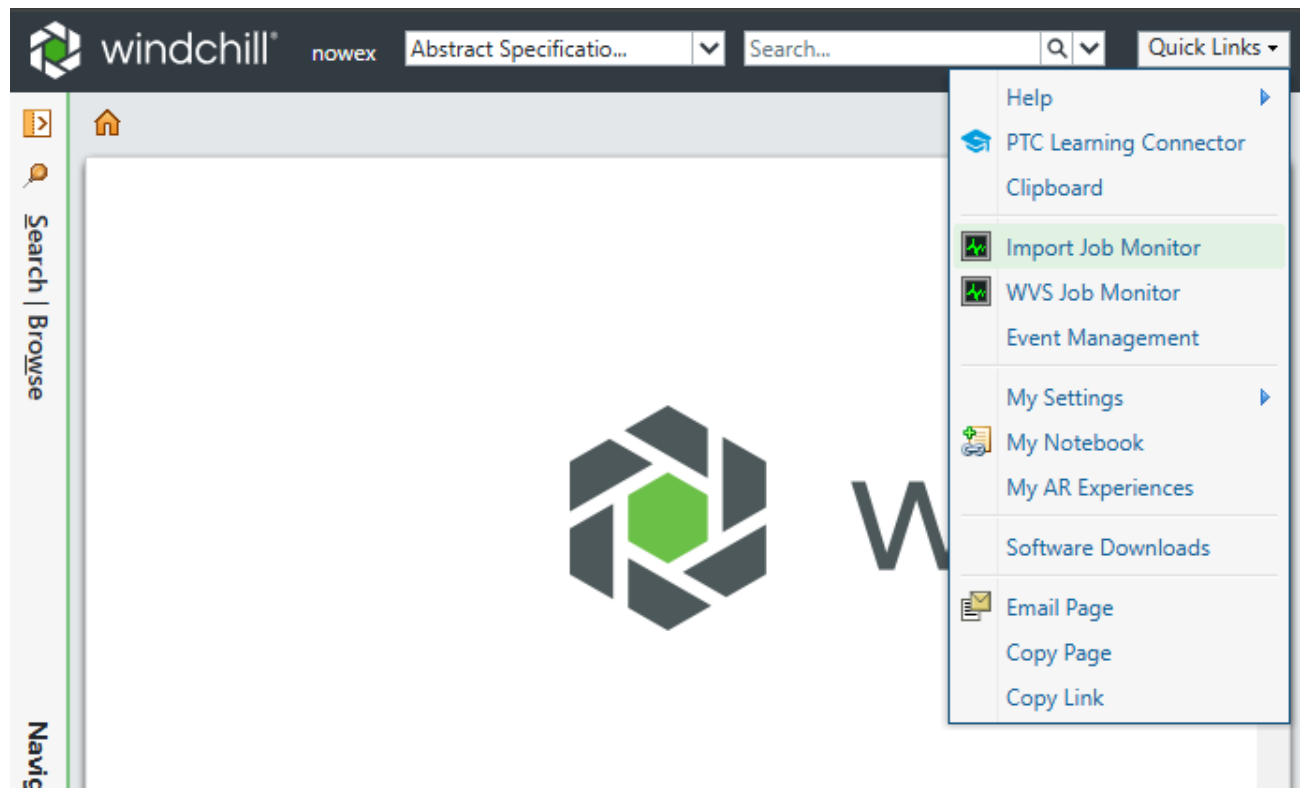 windchill® nowex Abstract Specificatio... Search... Quick Links
Help
PTC Learning Connector
Clipboard
Import Job Monitor
WVS Job Monitor
Event Management
My Settings
My Notebook
My AR Experiences
Software Downloads
Email Page
Copy Page
Copy Link
Search | Browse
Navig
w